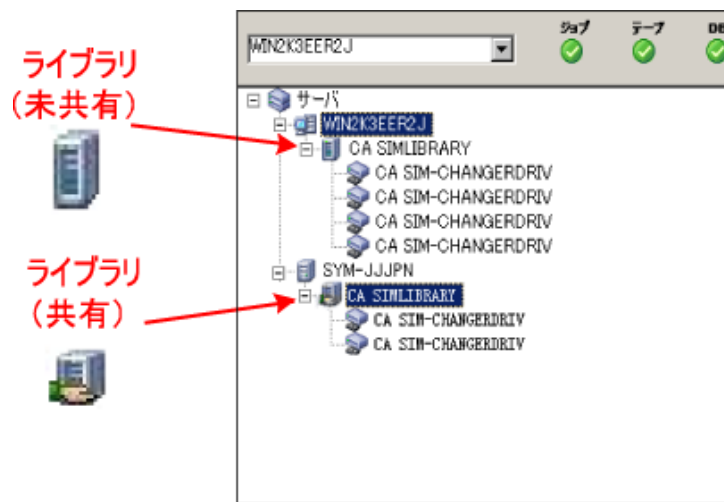 ライブラリ
(未共有)
ライブラリ
(共有)
WIN2K3EER2J
ジョブ
テープ
サーバ
WIN2K3EER2J
CA SIMLIBRARY
CA SIM-CHANGERDRIV
CA SIM-CHANGERDRIV
CA SIM-CHANGERDRIV
CA SIM-CHANGERDRIV
SYM-JJJPN
CA SIMLIBRARY
CA SIM-CHANGERDRIV
CA SIM-CHANGERDRIV